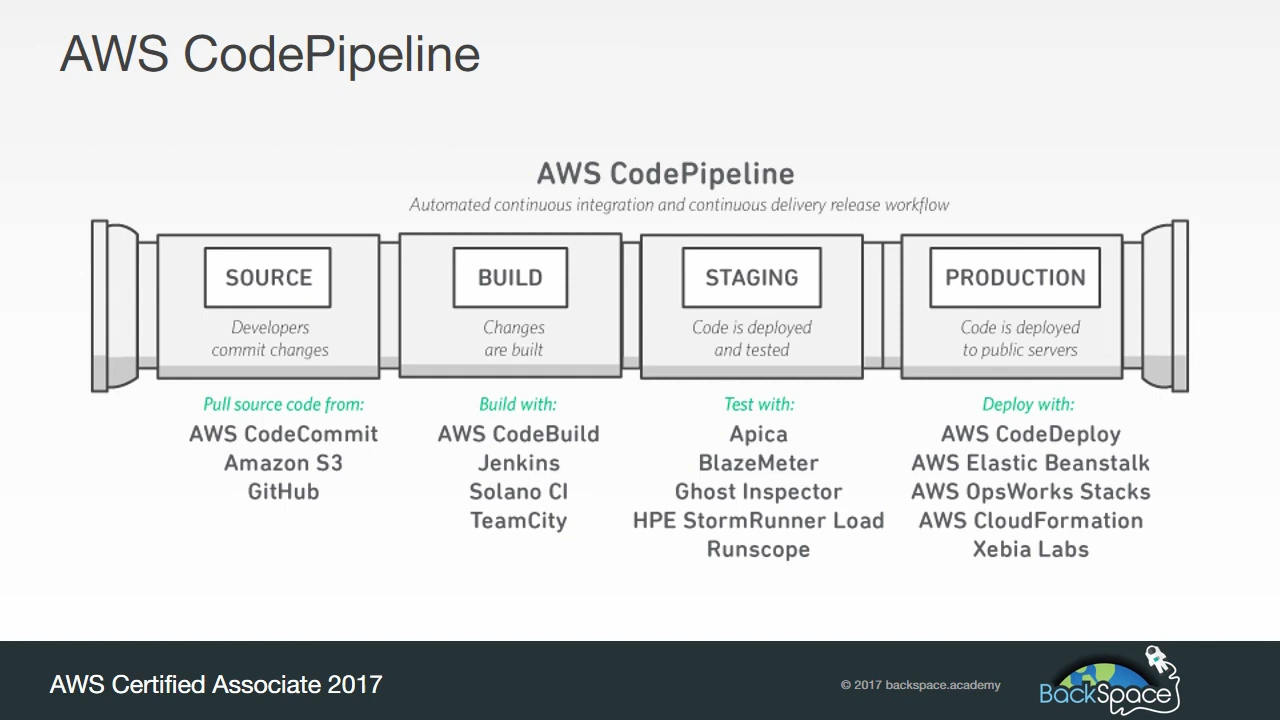 AWS CodePipeline
AWS CodePipeline
Automated continuous integration and continuous delivery release workflow
SOURCE
Developers
commit changes
Pull source code from:
AWS CodeCommit
Amazon S3
GitHub
BUILD
Changes
are built
Build with:
AWS CodeBuild
Jenkins
Solano CI
TeamCity
STAGING
Code is deployed
and tested
Test with:
Apica
BlazeMeter
Ghost Inspector
HPE StormRunner Load
Runscope
PRODUCTION
Code is deployed
to public servers
Deploy with:
AWS CodeDeploy
AWS Elastic Beanstalk
AWS OpsWorks Stacks
AWS CloudFormation
Xebia Labs
AWS Certified Associate 2017
© 2017 backspace.academy
BackSpace